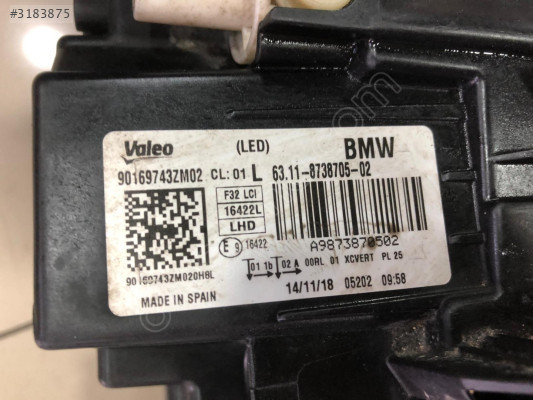 #3183875
Valeo (LED) BMW
90169743ZM02 CL: 01 L 63.11-8738705-02
F32 LCI
16422L
LHD
E 9 16422 A9873870502
90169743ZM020H8L 01 1b 02 A 00RL 01 XCVERT PL 25
MADE IN SPAIN 14/11/18 05202 09:58